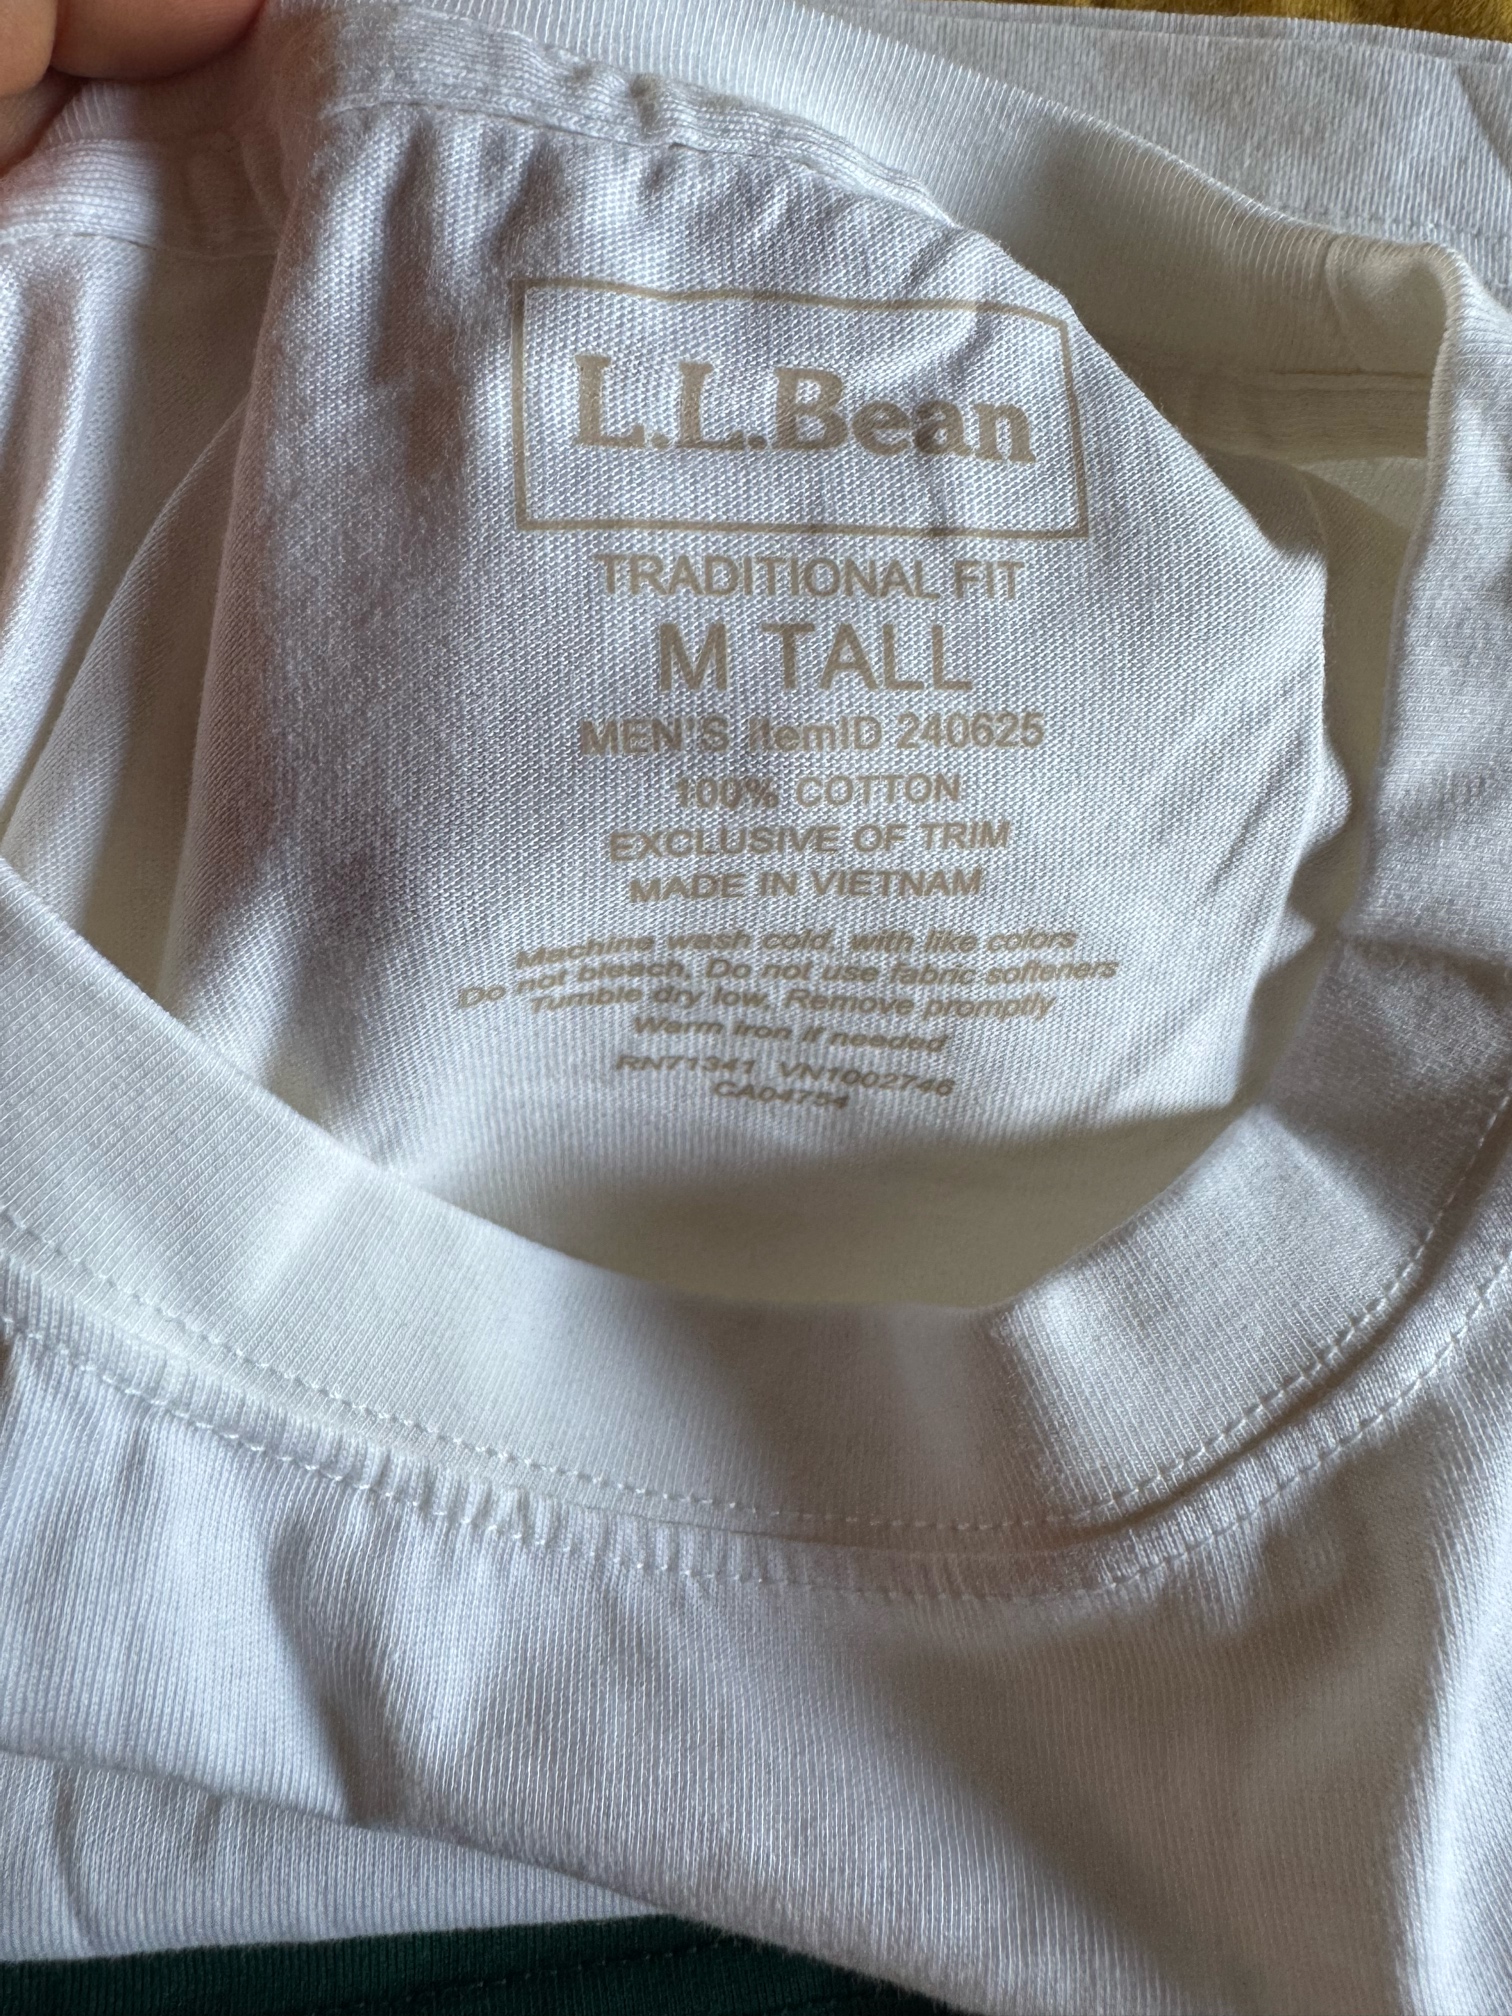 L.L.Bean
TRADITIONAL FIT
M TALL
MEN'S ItemID 240625
100% COTTON
EXCLUSIVE OF TRIM
MADE IN VIETNAM
Machine wash cold, with like colors
Do not bleach. Do not use fabric softeners
Tumble dry low. Remove promptly
Warm iron if needed
RN71341 VN1002746
CA04754